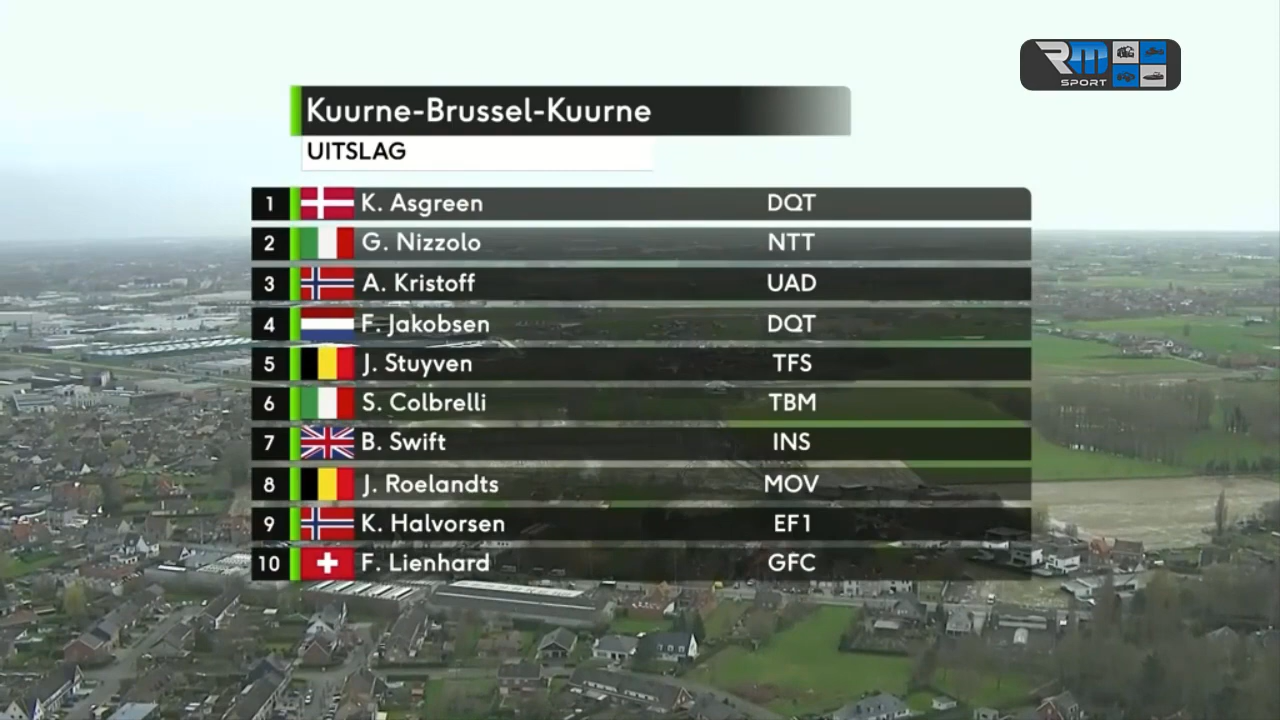 RM
SPORT
Kuurne-Brussel-Kuurne
UITSLAG
1 K. Asgreen DQT
2 G. Nizzolo NTT
3 A. Kristoff UAD
4 F. Jakobsen DQT
5 J. Stuyven TFS
6 S. Colbrelli TBM
7 B. Swift INS
8 J. Roelandts MOV
9 K. Halvorsen EF1
10 F. Lienhard GFC